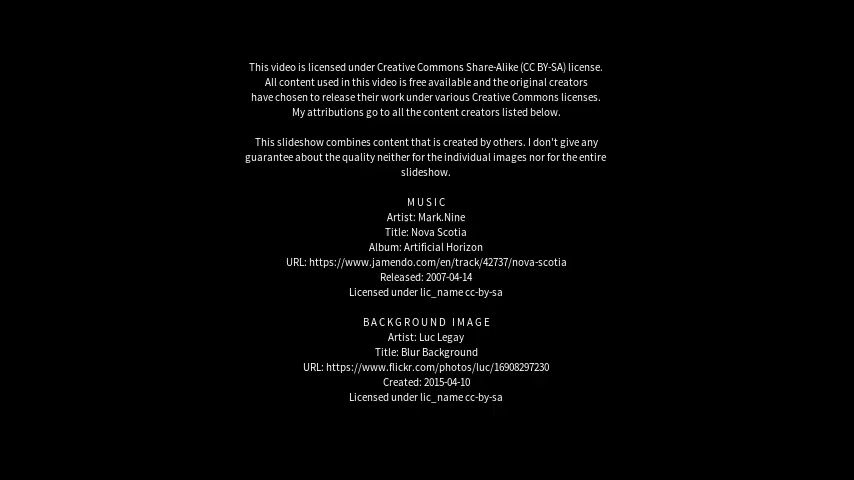 This video is licensed under Creative Commons Share-Alike (CC BY-SA) license.
All content used in this video is free available and the original creators
have chosen to release their work under various Creative Commons licenses.
My attributions go to all the content creators listed below.
This slideshow combines content that is created by others. I don't give any
guarantee about the quality neither for the individual images nor for the entire
slideshow.
MUSIC
Artist: Mark.Nine
Title: Nova Scotia
Album: Artificial Horizon
URL: https://www.jamendo.com/en/track/42737/nova-scotia
Released: 2007-04-14
Licensed under lic_name cc-by-sa
BACKGROUND IMAGE
Artist: Luc Legay
Title: Blur Background
URL: https://www.flickr.com/photos/luc/16908297230
Created: 2015-04-10
Licensed under lic_name cc-by-sa